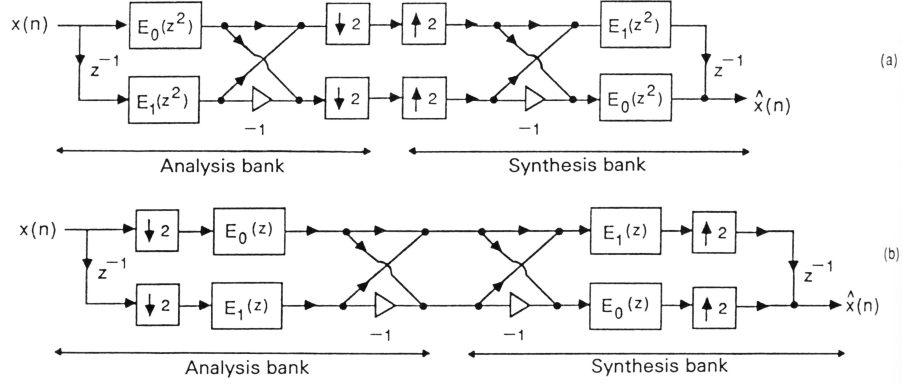 x(n) E₀(z²) ↓ 2 ↑ 2 E₁(z²)
z⁻¹ z⁻¹ (a)
E₁(z²) -1 ↓ 2 ↑ 2 -1 E₀(z²) x̂(n)
Analysis bank Synthesis bank
x(n) ↓ 2 E₀(z) E₁(z) ↑ 2
z⁻¹ z⁻¹ (b)
↓ 2 E₁(z) -1 -1 E₀(z) ↑ 2 x̂(n)
Analysis bank Synthesis bank